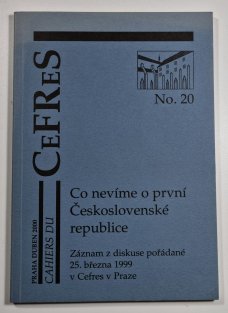 PRAHA DUBEN 2000
CAHIERS DU
CEFRES
No. 20
Co nevíme o první
Československé
republice
Záznam z diskuse pořádané
25. března 1999
v Cefres v Praze